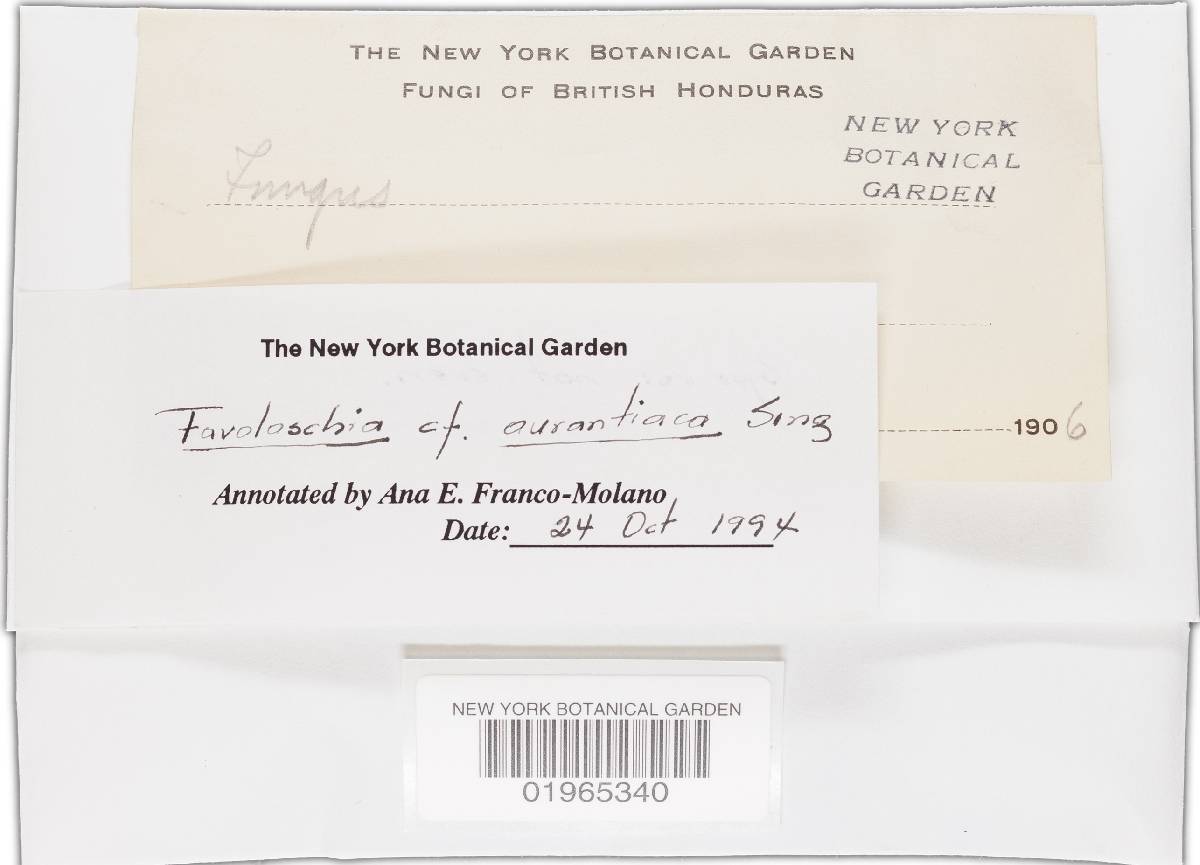 THE NEW YORK BOTANICAL GARDEN
FUNGI OF BRITISH HONDURAS
NEW YORK
BOTANICAL
GARDEN
Fungus
1906
The New York Botanical Garden
Favoloschia cf. aurantiaca Sing
Annotated by Ana E. Franco-Molano
Date: 24 Oct 1994
NEW YORK BOTANICAL GARDEN
01965340